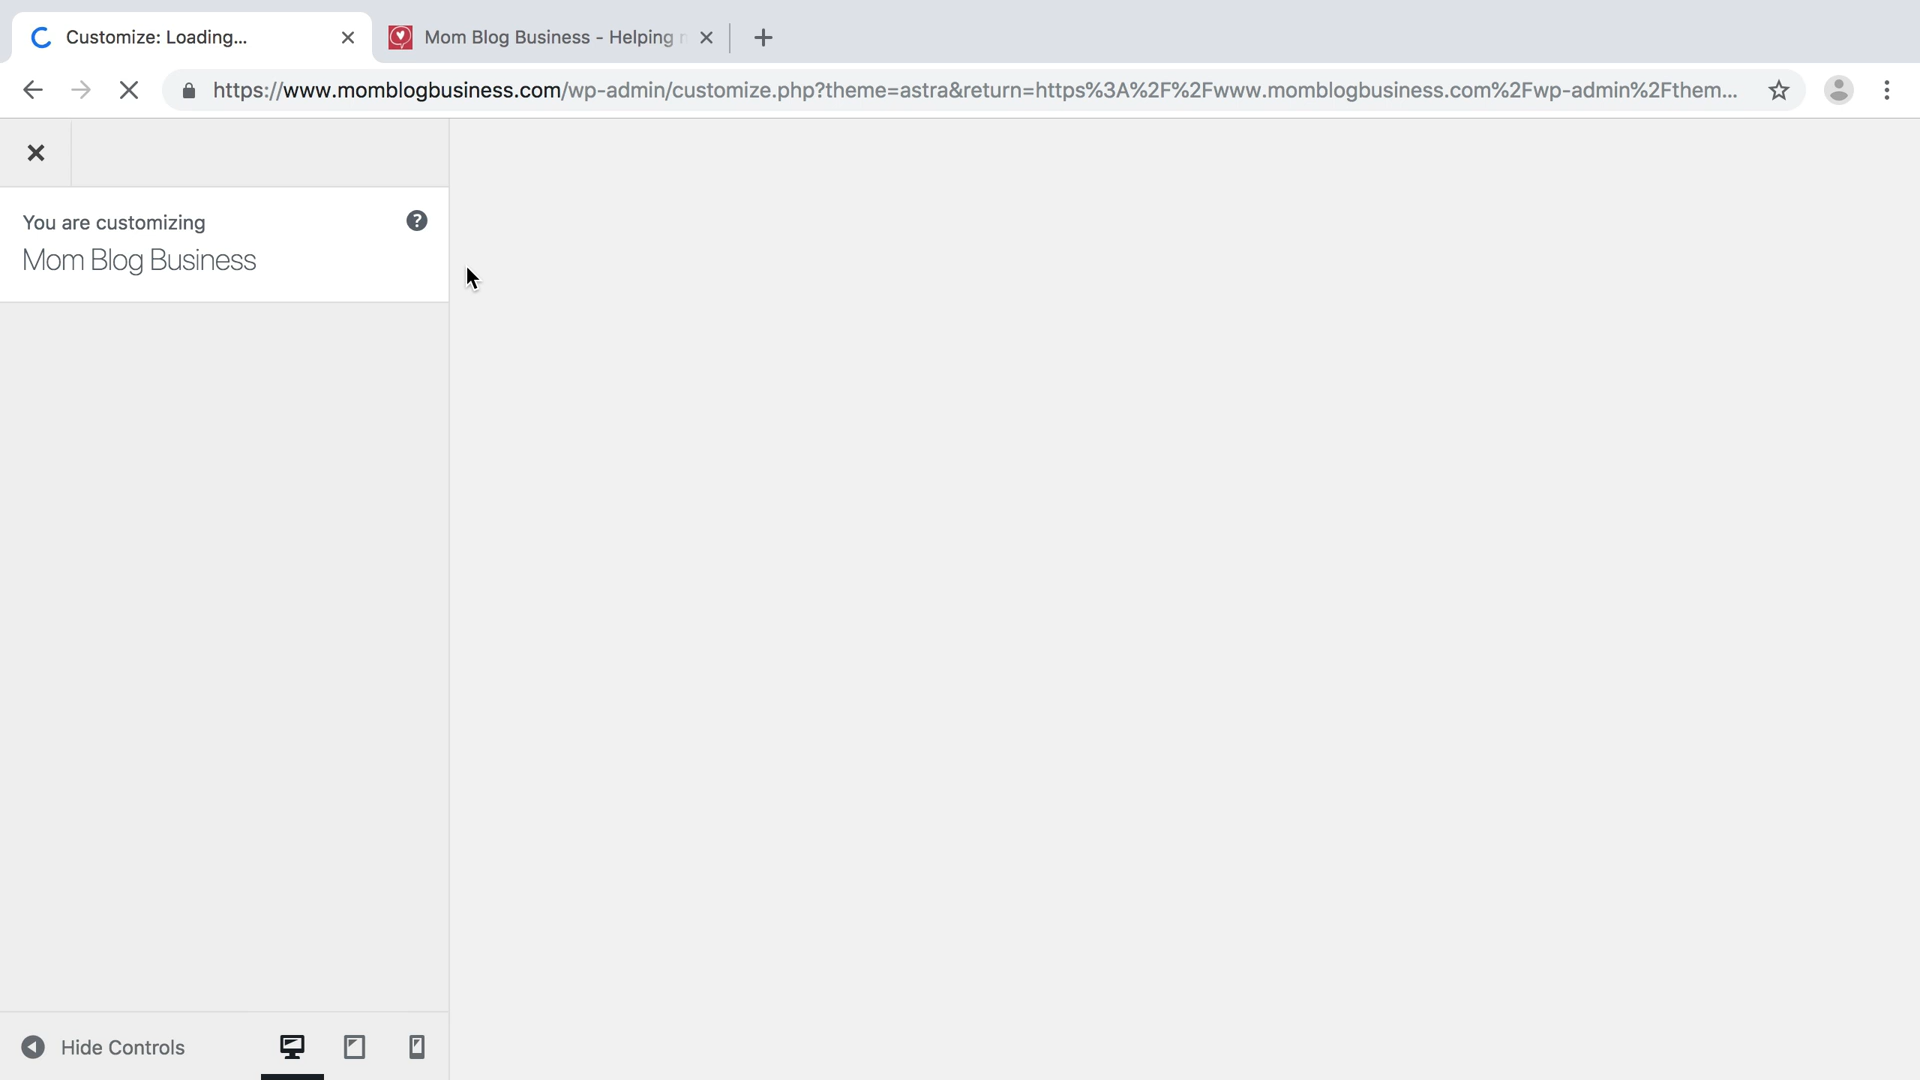 Customize: Loading...
Mom Blog Business - Helping
https://www.momblogbusiness.com/wp-admin/customize.php?theme=astra&return=https%3A%2F%2Fwww.momblogbusiness.com%2Fwp-admin%2Fthem...
You are customizing
Mom Blog Business
Hide Controls